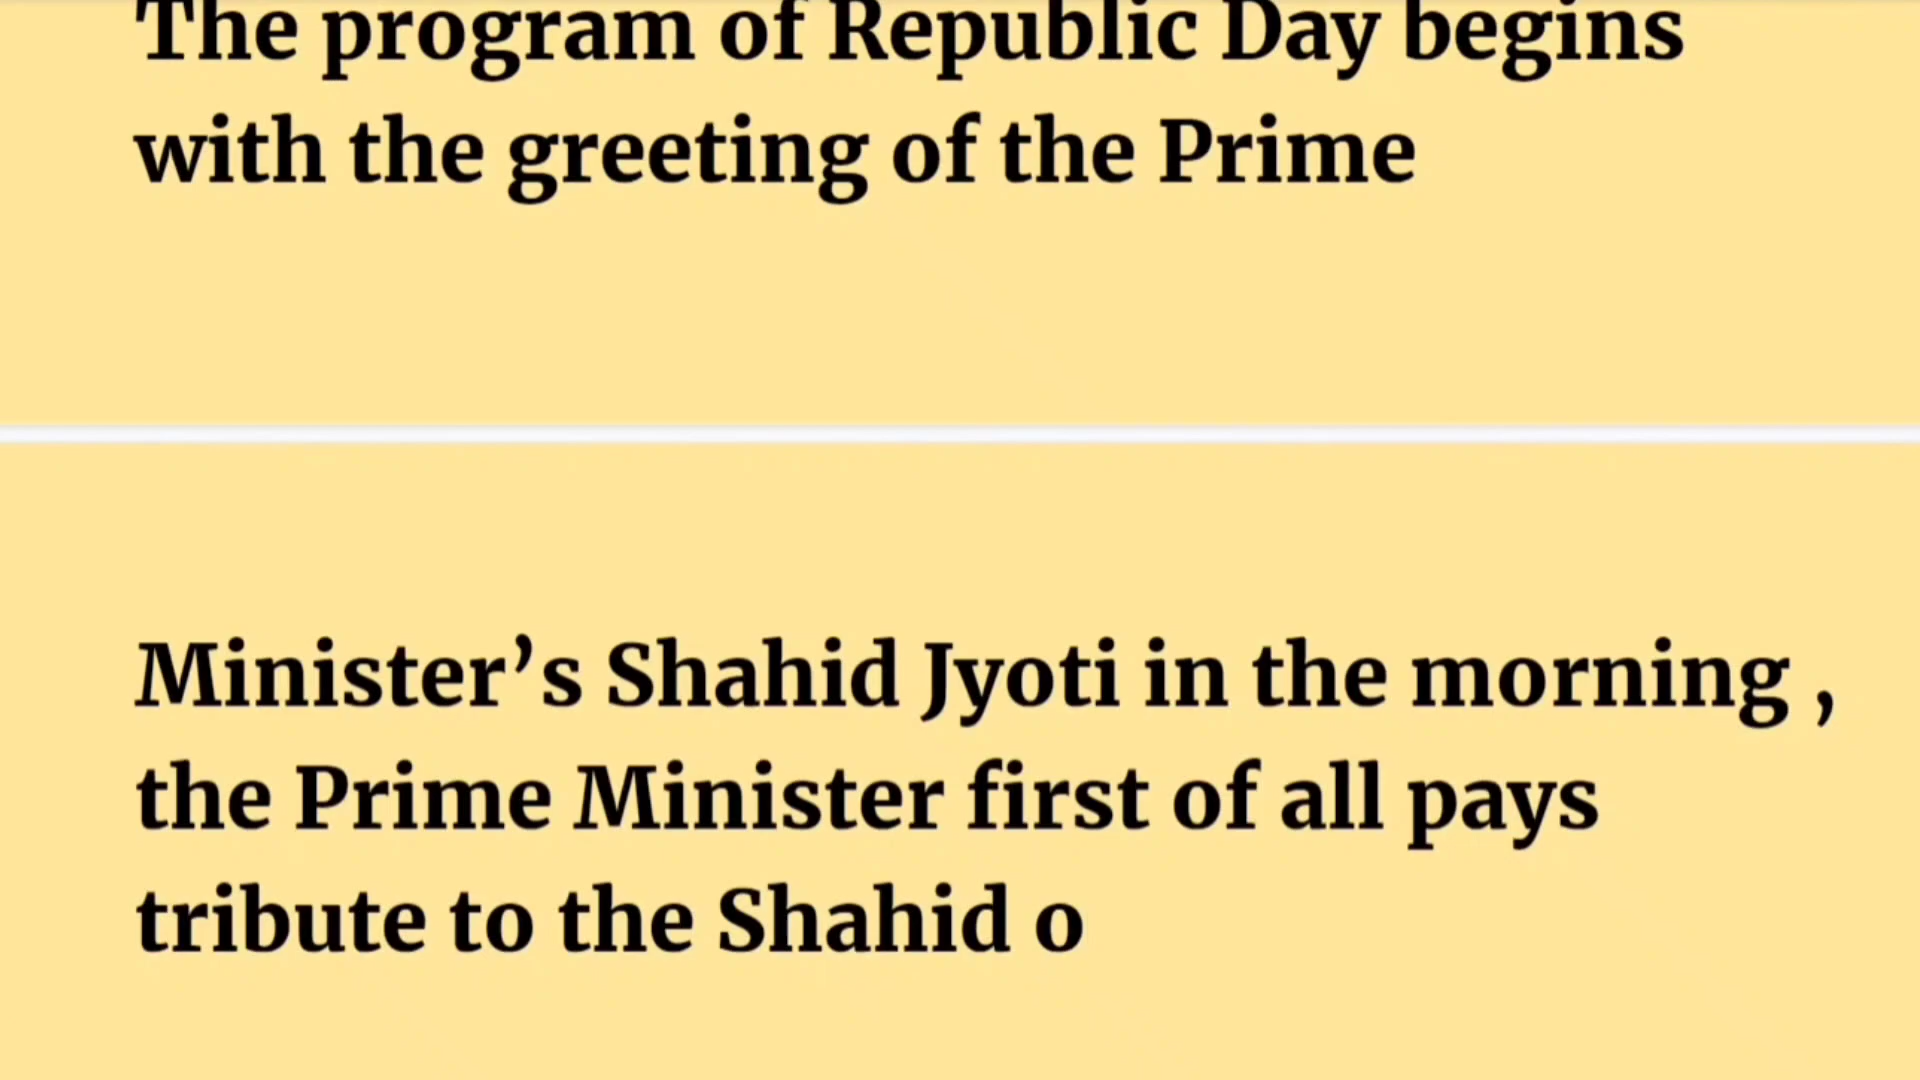 The program of Republic Day begins
with the greeting of the Prime
Minister’s Shahid Jyoti in the morning ,
the Prime Minister first of all pays
tribute to the Shahid o